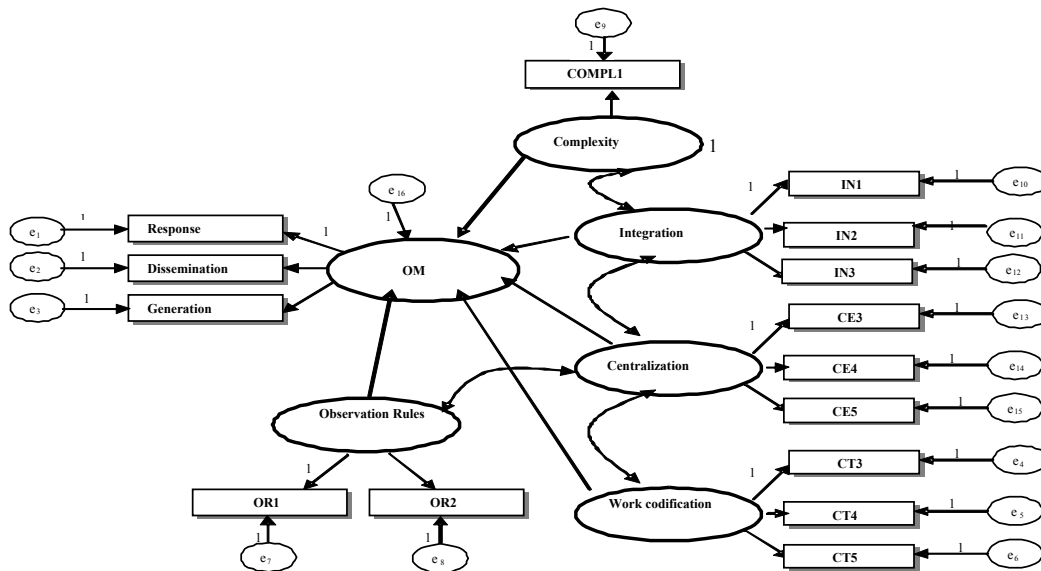 e9
1
COMPL1
Complexity
1
e16
1
1
IN1
1
e10
e1
1
Response
1
Integration
IN2
1
e11
e2
1
Dissemination
OM
IN3
1
e12
e3
1
Generation
1
CE3
1
e13
Centralization
CE4
1
e14
Observation Rules
CE5
1
e15
1
1
CT3
1
e4
OR1
OR2
Work codification
CT4
1
e5
1
1
CT5
1
e6
e7
e8